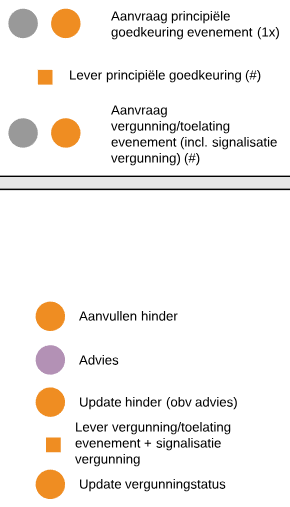 Aanvraag principiële
goedkeuring evenement (1x)
Lever principiële goedkeuring (#)
Aanvraag
vergunning/toelating
evenement (incl. signalisatie
vergunning) (#)
Aanvullen hinder
Advies
Update hinder (obv advies)
Lever vergunning/toelating
evenement + signalisatie
vergunning
Update vergunningstatus